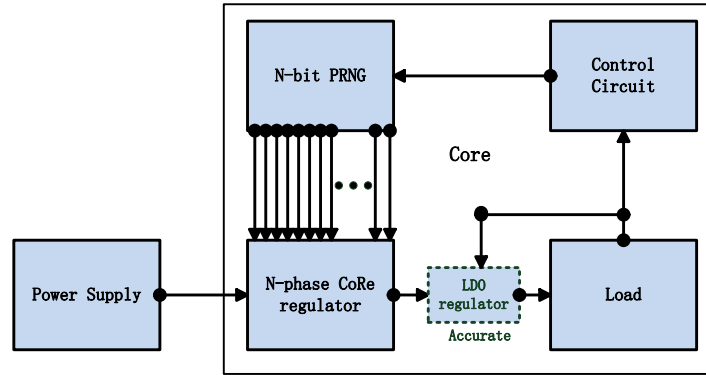 N-bit PRNG
Control
Circuit
Core
Power Supply
N-phase CoRe
regulator
LDO
regulator
Accurate
Load